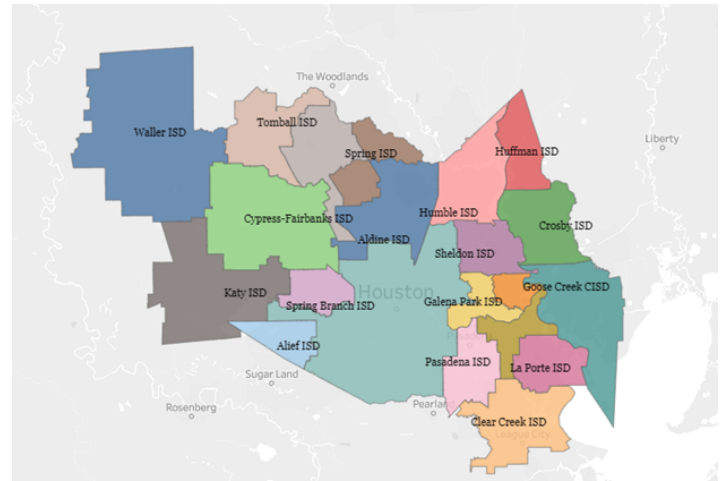 The Woodlands
Tomball ISD
Waller ISD
Spring ISD
Huffman ISD
Liberty
Humble ISD
Cypress-Fairbanks ISD
Crosby ISD
Aldine ISD
Sheldon ISD
Katy ISD
Houston
Goose Creek CISD
Galena Park ISD
Spring Branch ISD
Alief ISD
Pasadena ISD
La Porte ISD
Sugar Land
Rosenberg
Pearland
Clear Creek ISD
League City